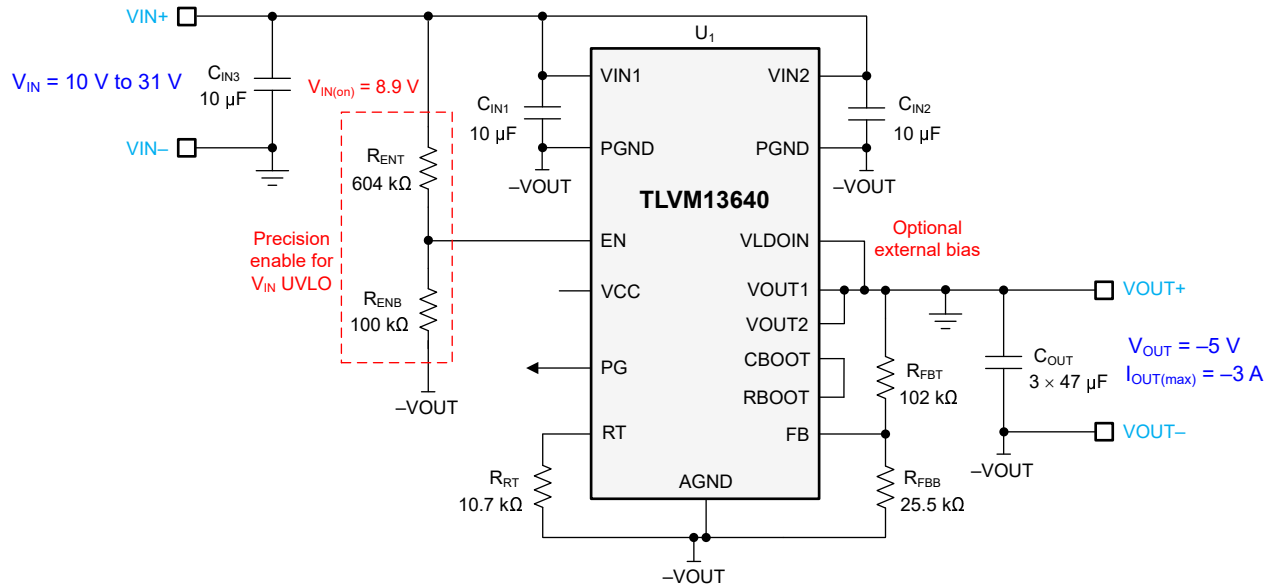 VIN+
VIN = 10 V to 31 V
CIN3
10 µF
VIN–
VIN(on) = 8.9 V
RENT
604 kΩ
Precision
enable for
VIN UVLO
RENB
100 kΩ
–VOUT
CIN1
10 µF
–VOUT
U1
VIN1
VIN2
PGND
PGND
TLVM13640
EN
VLDOIN
VCC
VOUT1
VOUT2
CBOOT
PG
RBOOT
RT
FB
AGND
CIN2
10 µF
–VOUT
Optional
external bias
RFBT
102 kΩ
RFBB
25.5 kΩ
RRT
10.7 kΩ
–VOUT
COUT
3 × 47 µF
–VOUT
VOUT+
VOUT = –5 V
IOUT(max) = –3 A
VOUT–